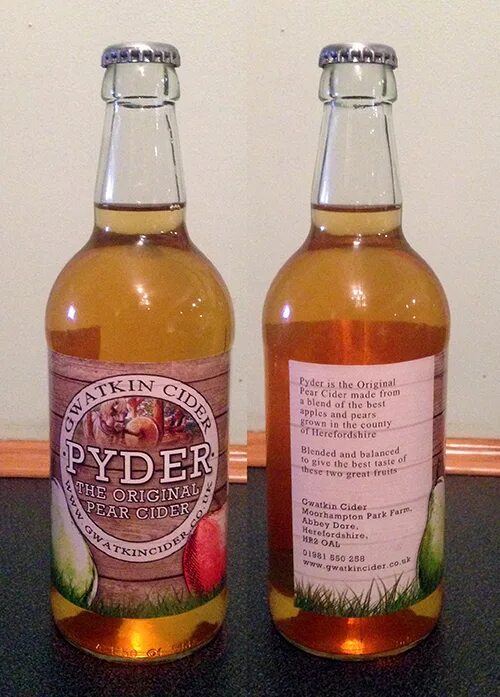 GWATKIN CIDER
PYDER
THE ORIGINAL
PEAR CIDER
WWW.GWATKINCIDER.CO.UK
Pyder is the Original
Pear Cider made from
a blend of the best
apples and pears
grown in the county
of Herefordshire
Blended and balanced
to give the best taste of
these two great fruits
Gwatkin Cider
Moorhampton Park Farm,
Abbey Dore,
Herefordshire,
HR2 OAL
01981 550 258
www.gwatkincider.co.uk